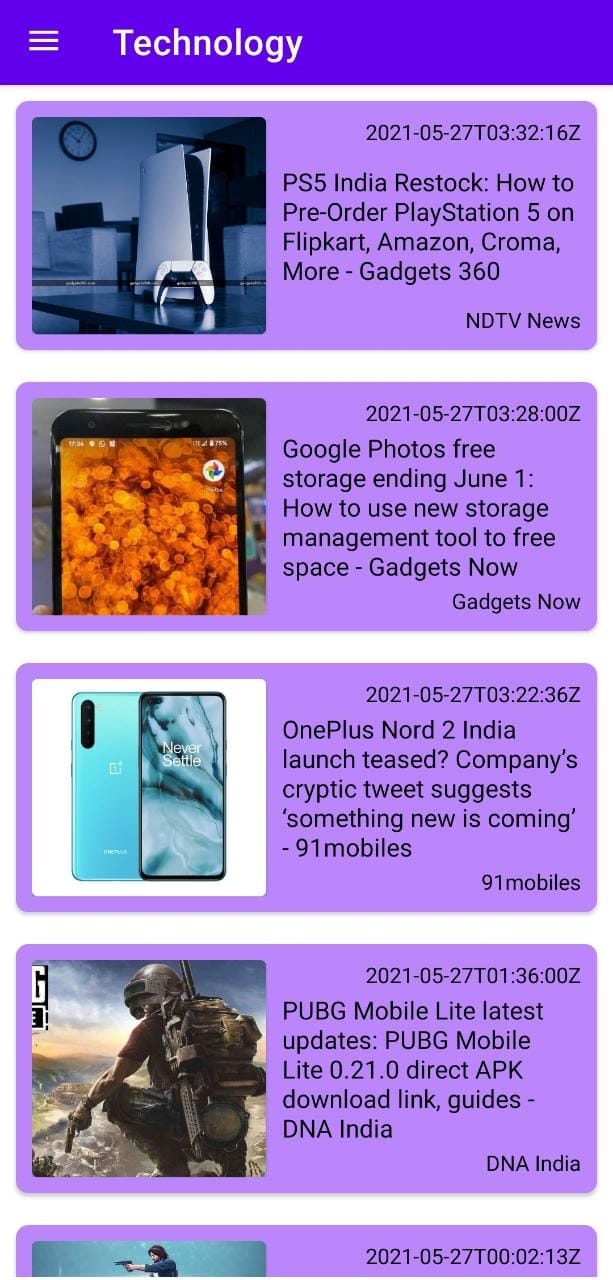 Technology
2021-05-27T03:32:16Z
PS5 India Restock: How to
Pre-Order PlayStation 5 on
Flipkart, Amazon, Croma,
More - Gadgets 360
NDTV News
2021-05-27T03:28:00Z
17:36
75%
Photos
Google Photos free
storage ending June 1:
How to use new storage
management tool to free
space - Gadgets Now
Gadgets Now
2021-05-27T03:22:36Z
Never
Settle
ONEPLUS
OnePlus Nord 2 India
launch teased? Company’s
cryptic tweet suggests
‘something new is coming’
- 91mobiles
91mobiles
2021-05-27T01:36:00Z
PUBG Mobile Lite latest
updates: PUBG Mobile
Lite 0.21.0 direct APK
download link, guides -
DNA India
DNA India
2021-05-27T00:02:13Z